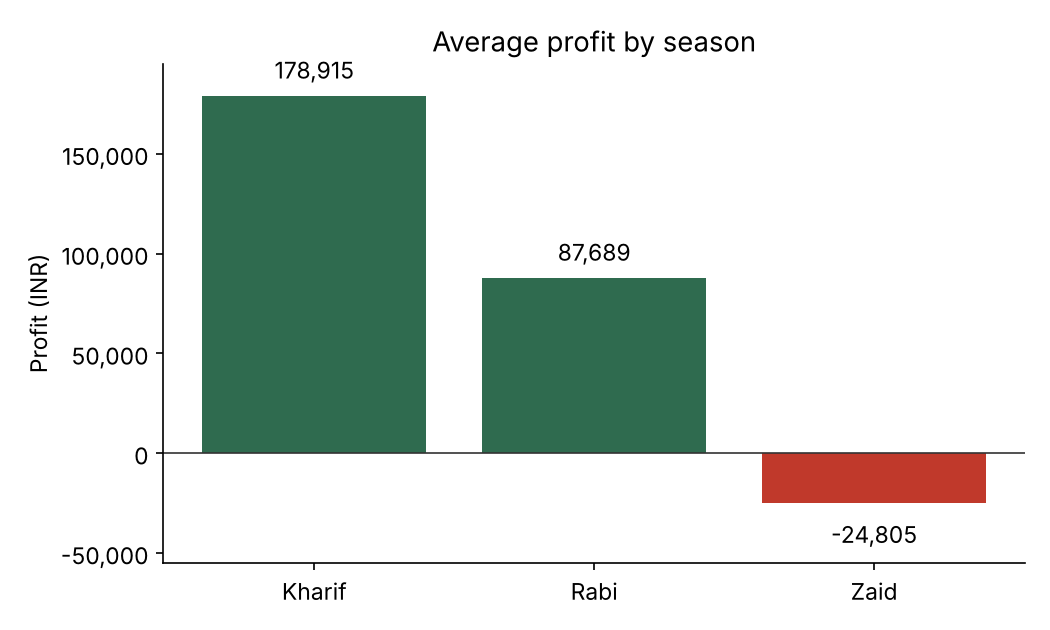 Average profit by season
178,915
150,000
87,689
100,000
Profit (INR)
50,000
0
-24,805
-50,000
Kharif
Rabi
Zaid